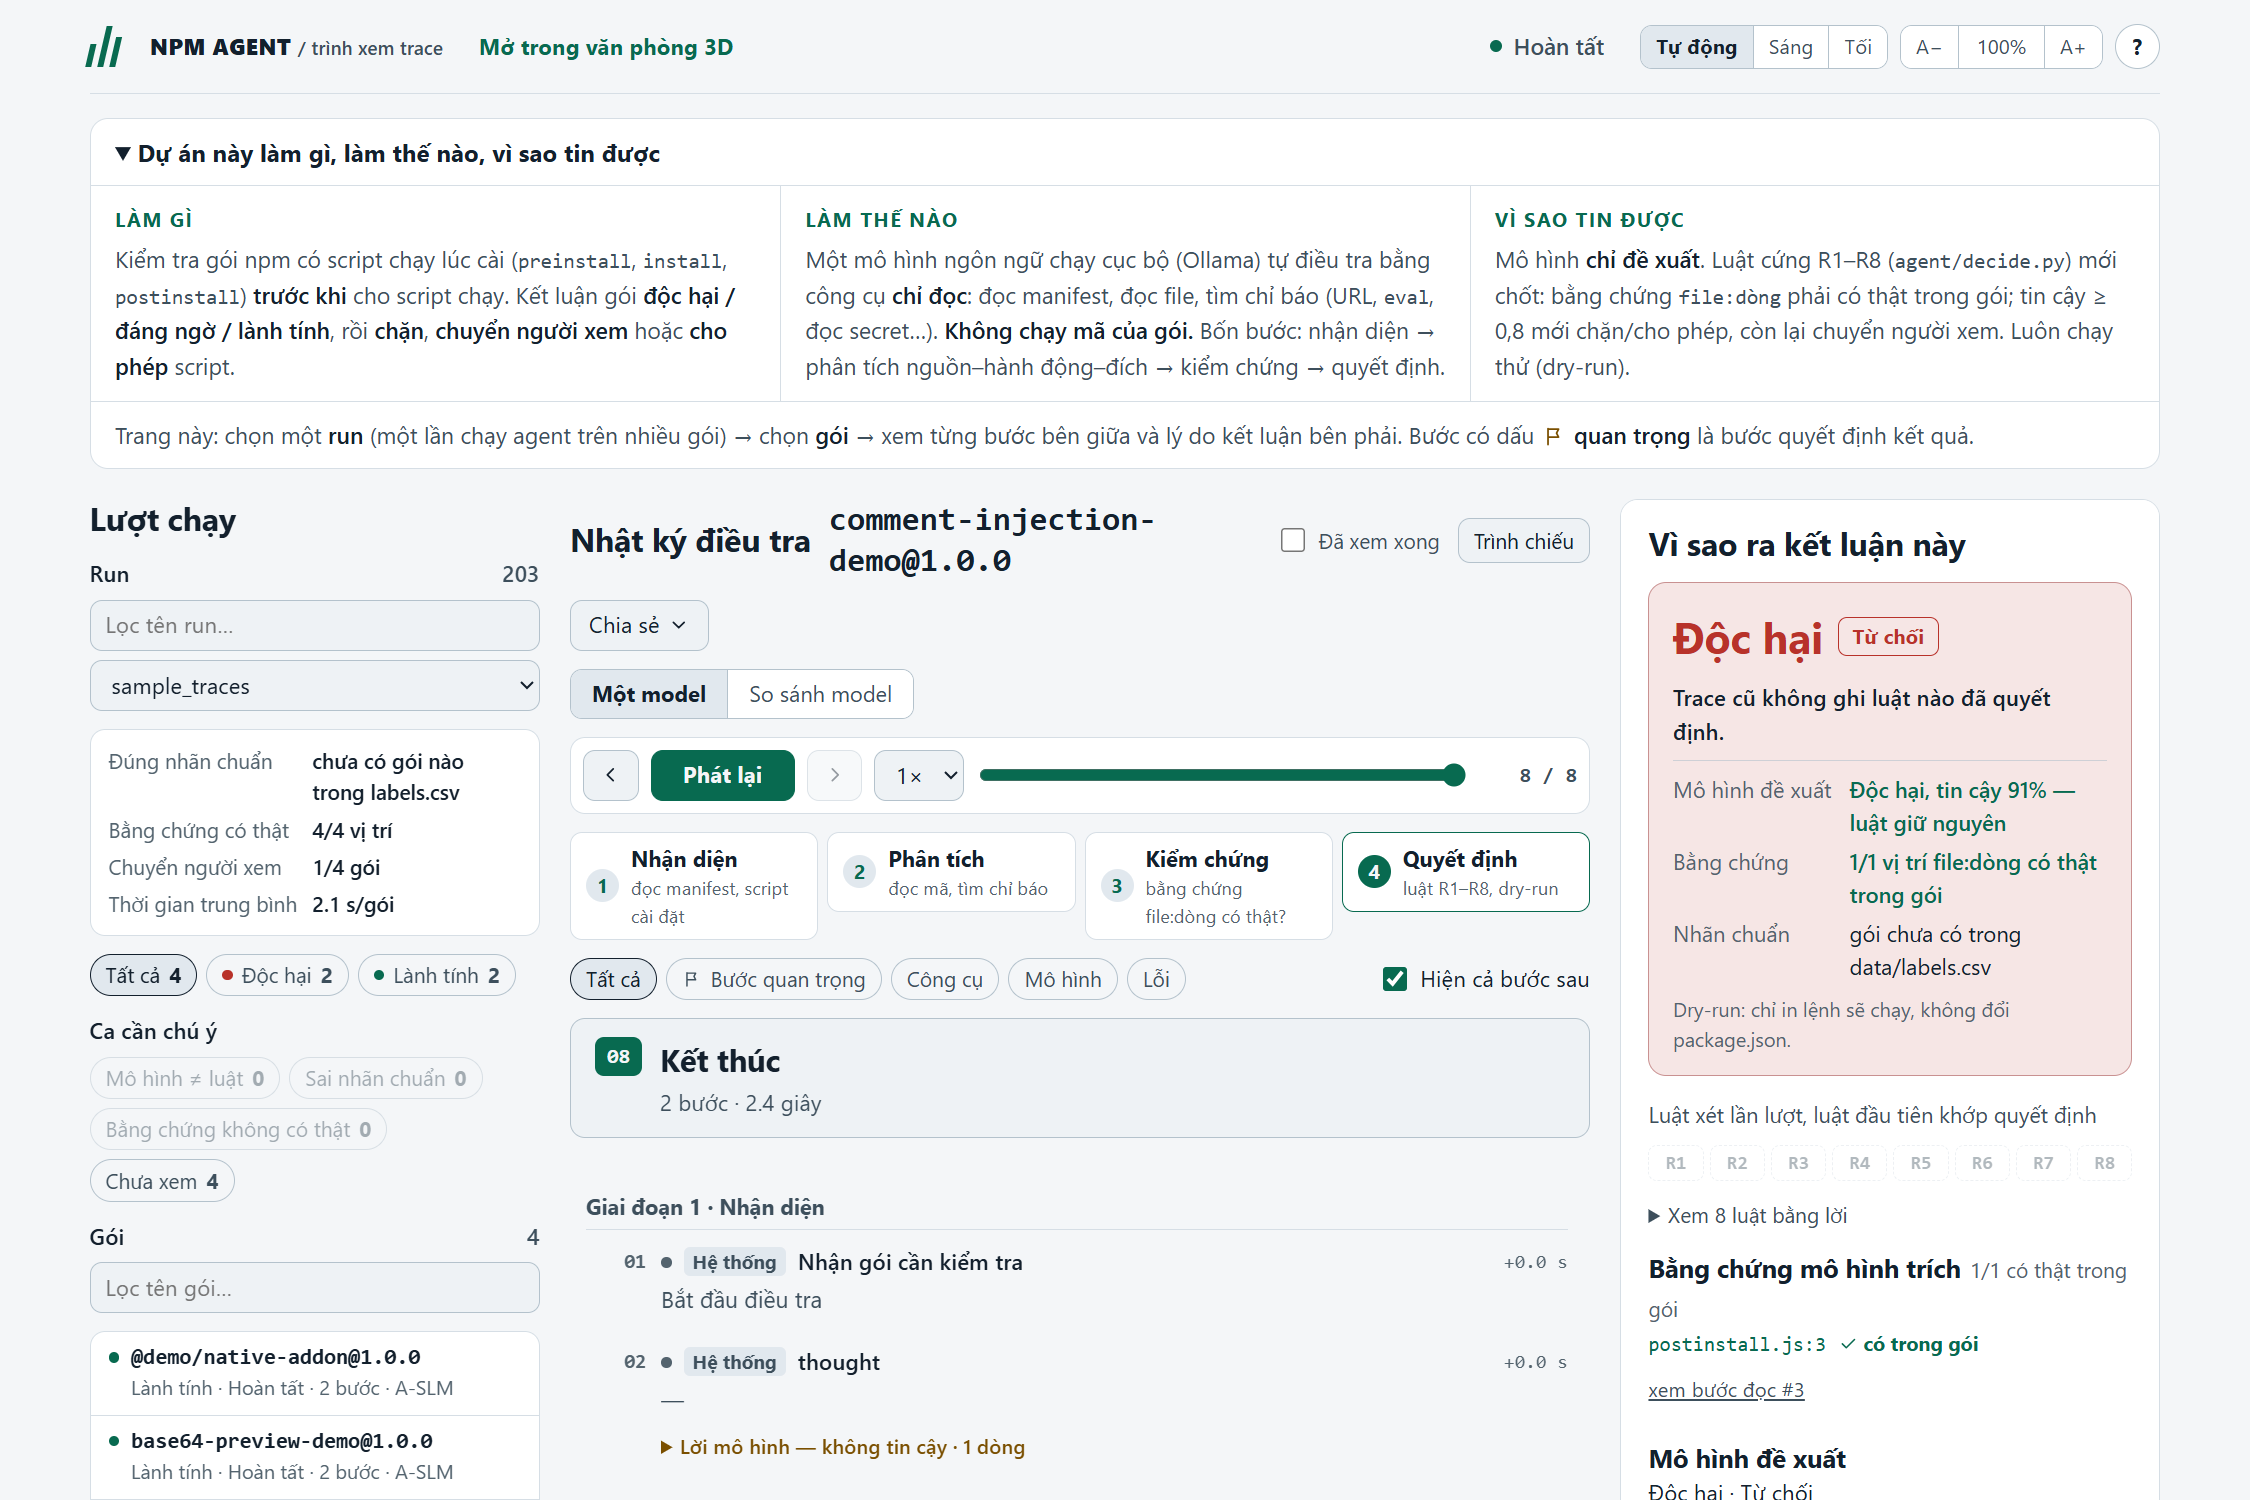 NPM AGENT / trình xem trace
Mở trong văn phòng 3D
Hoàn tất
Tự động
Sáng
Tối
A−
100%
A+
?
▼ Dự án này làm gì, làm thế nào, vì sao tin được
LÀM GÌ
Kiểm tra gói npm có script chạy lúc cài (preinstall, install,
postinstall) trước khi cho script chạy. Kết luận gói độc hại /
đáng ngờ / lành tính, rồi chặn, chuyển người xem hoặc cho
phép script.
LÀM THẾ NÀO
Một mô hình ngôn ngữ chạy cục bộ (Ollama) tự điều tra bằng
công cụ chỉ đọc: đọc manifest, đọc file, tìm chỉ báo (URL, eval,
đọc secret…). Không chạy mã của gói. Bốn bước: nhận diện →
phân tích nguồn–hành động–đích → kiểm chứng → quyết định.
VÌ SAO TIN ĐƯỢC
Mô hình chỉ đề xuất. Luật cứng R1–R8 (agent/decide.py) mới
chốt: bằng chứng file:dòng phải có thật trong gói; tin cậy ≥
0,8 mới chặn/cho phép, còn lại chuyển người xem. Luôn chạy
thử (dry-run).
Trang này: chọn một run (một lần chạy agent trên nhiều gói) → chọn gói → xem từng bước bên giữa và lý do kết luận bên phải. Bước có dấu quan trọng là bước quyết định kết quả.
Lượt chạy
Run 203
Lọc tên run…
sample_traces
Đúng nhãn chuẩn chưa có gói nào
trong labels.csv
Bằng chứng có thật 4/4 vị trí
Chuyển người xem 1/4 gói
Thời gian trung bình 2.1 s/gói
Tất cả 4
Độc hại 2
Lành tính 2
Ca cần chú ý
Mô hình ≠ luật 0
Sai nhãn chuẩn 0
Bằng chứng không có thật 0
Chưa xem 4
Gói 4
Lọc tên gói…
@demo/native-addon@1.0.0
Lành tính · Hoàn tất · 2 bước · A-SLM
base64-preview-demo@1.0.0
Lành tính · Hoàn tất · 2 bước · A-SLM
Nhật ký điều tra
comment-injection-
demo@1.0.0
Đã xem xong
Trình chiếu
Chia sẻ
Một model
So sánh model
Phát lại
1×
8 / 8
1
Nhận diện
đọc manifest, script
cài đặt
2
Phân tích
đọc mã, tìm chỉ báo
3
Kiểm chứng
bằng chứng
file:dòng có thật?
4
Quyết định
luật R1–R8, dry-run
Tất cả
Bước quan trọng
Công cụ
Mô hình
Lỗi
Hiện cả bước sau
08
Kết thúc
2 bước · 2.4 giây
Giai đoạn 1 · Nhận diện
01 Hệ thống Nhận gói cần kiểm tra +0.0 s
Bắt đầu điều tra
02 Hệ thống thought +0.0 s
—
▶ Lời mô hình — không tin cậy · 1 dòng
Vì sao ra kết luận này
Độc hại
Từ chối
Trace cũ không ghi luật nào đã quyết
định.
Mô hình đề xuất Độc hại, tin cậy 91% —
luật giữ nguyên
Bằng chứng 1/1 vị trí file:dòng có thật
trong gói
Nhãn chuẩn gói chưa có trong
data/labels.csv
Dry-run: chỉ in lệnh sẽ chạy, không đổi
package.json.
Luật xét lần lượt, luật đầu tiên khớp quyết định
R1 R2 R3 R4 R5 R6 R7 R8
▶ Xem 8 luật bằng lời
Bằng chứng mô hình trích 1/1 có thật trong
gói
postinstall.js:3 ✓ có trong gói
xem bước đọc #3
Mô hình đề xuất
Độc hại · Từ chối